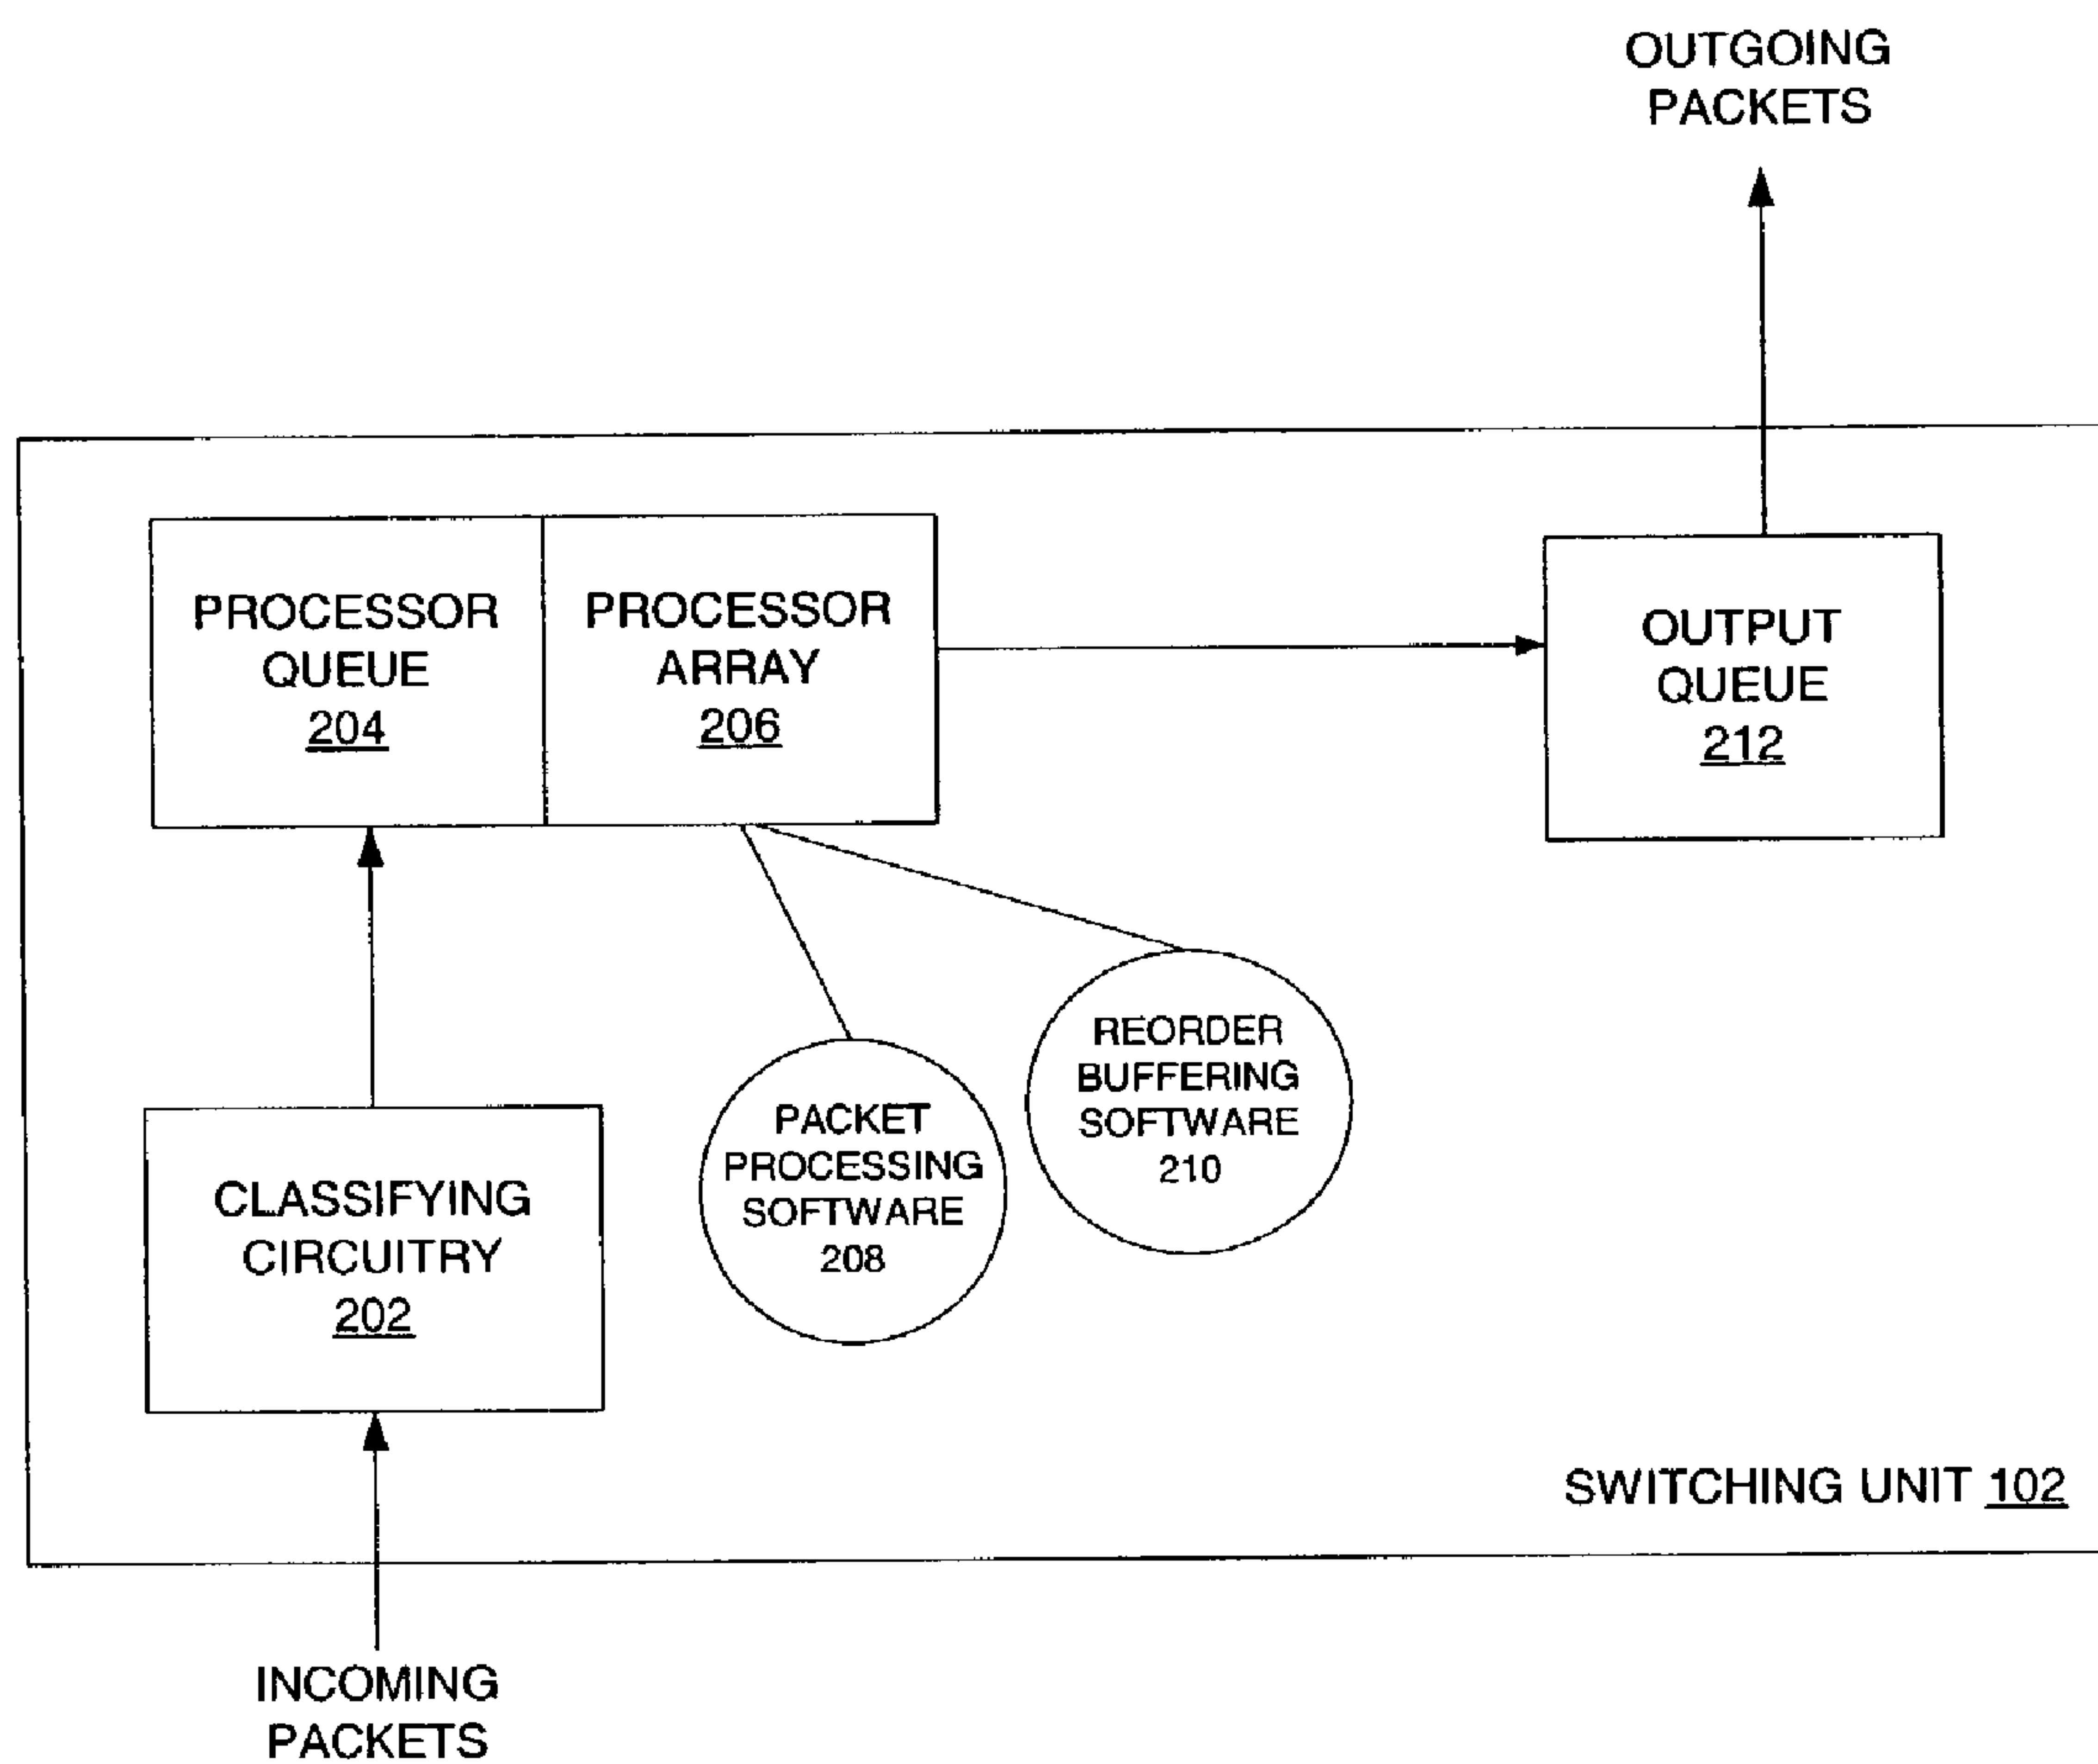 OUTGOING
PACKETS
PROCESSOR
QUEUE
204
PROCESSOR
ARRAY
206
OUTPUT
QUEUE
212
REORDER
BUFFERING
SOFTWARE
210
PACKET
PROCESSING
SOFTWARE
208
CLASSIFYING
CIRCUITRY
202
SWITCHING UNIT 102
INCOMING
PACKETS